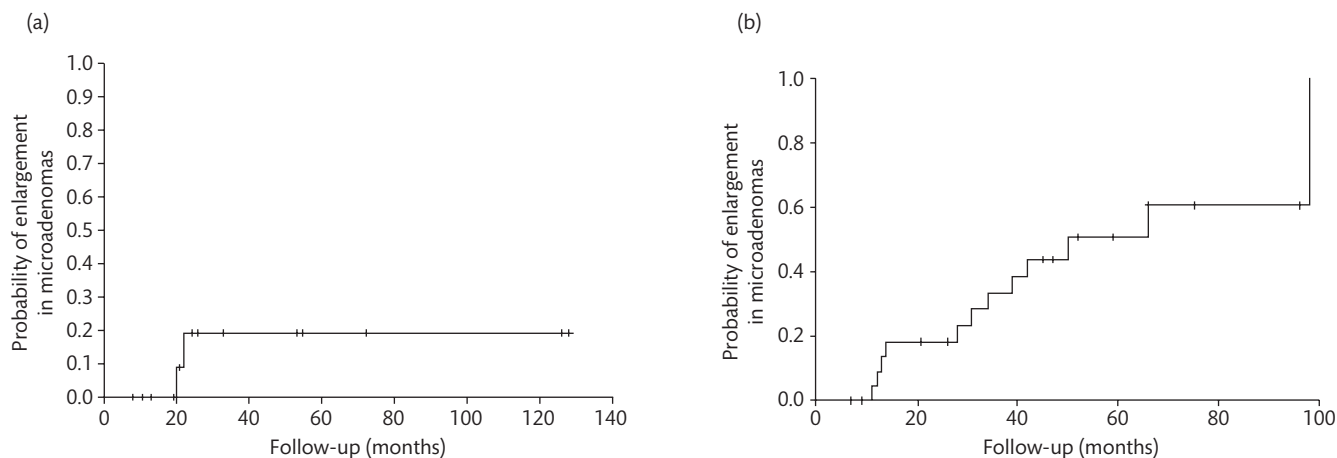 (a)
1.0
0.9
0.8
0.7
0.6
0.5
0.4
0.3
0.2
0.1
0.0
0 20 40 60 80 100 120 140
Probability of enlargement
in microadenomas
Follow-up (months)
(b)
1.0
0.8
0.6
0.4
0.2
0.0
0 20 40 60 80 100
Probability of enlargement
in microadenomas
Follow-up (months)